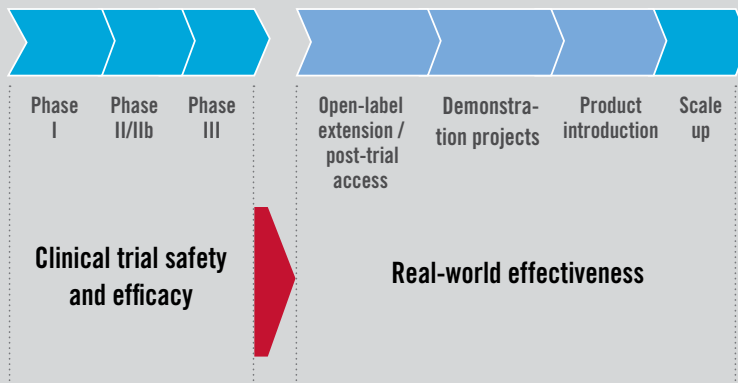 Phase
I
Phase
II/IIb
Phase
III
Open-label
extension /
post-trial
access
Demonstra-
tion projects
Product
introduction
Scale
up
Clinical trial safety
and efficacy
Real-world effectiveness